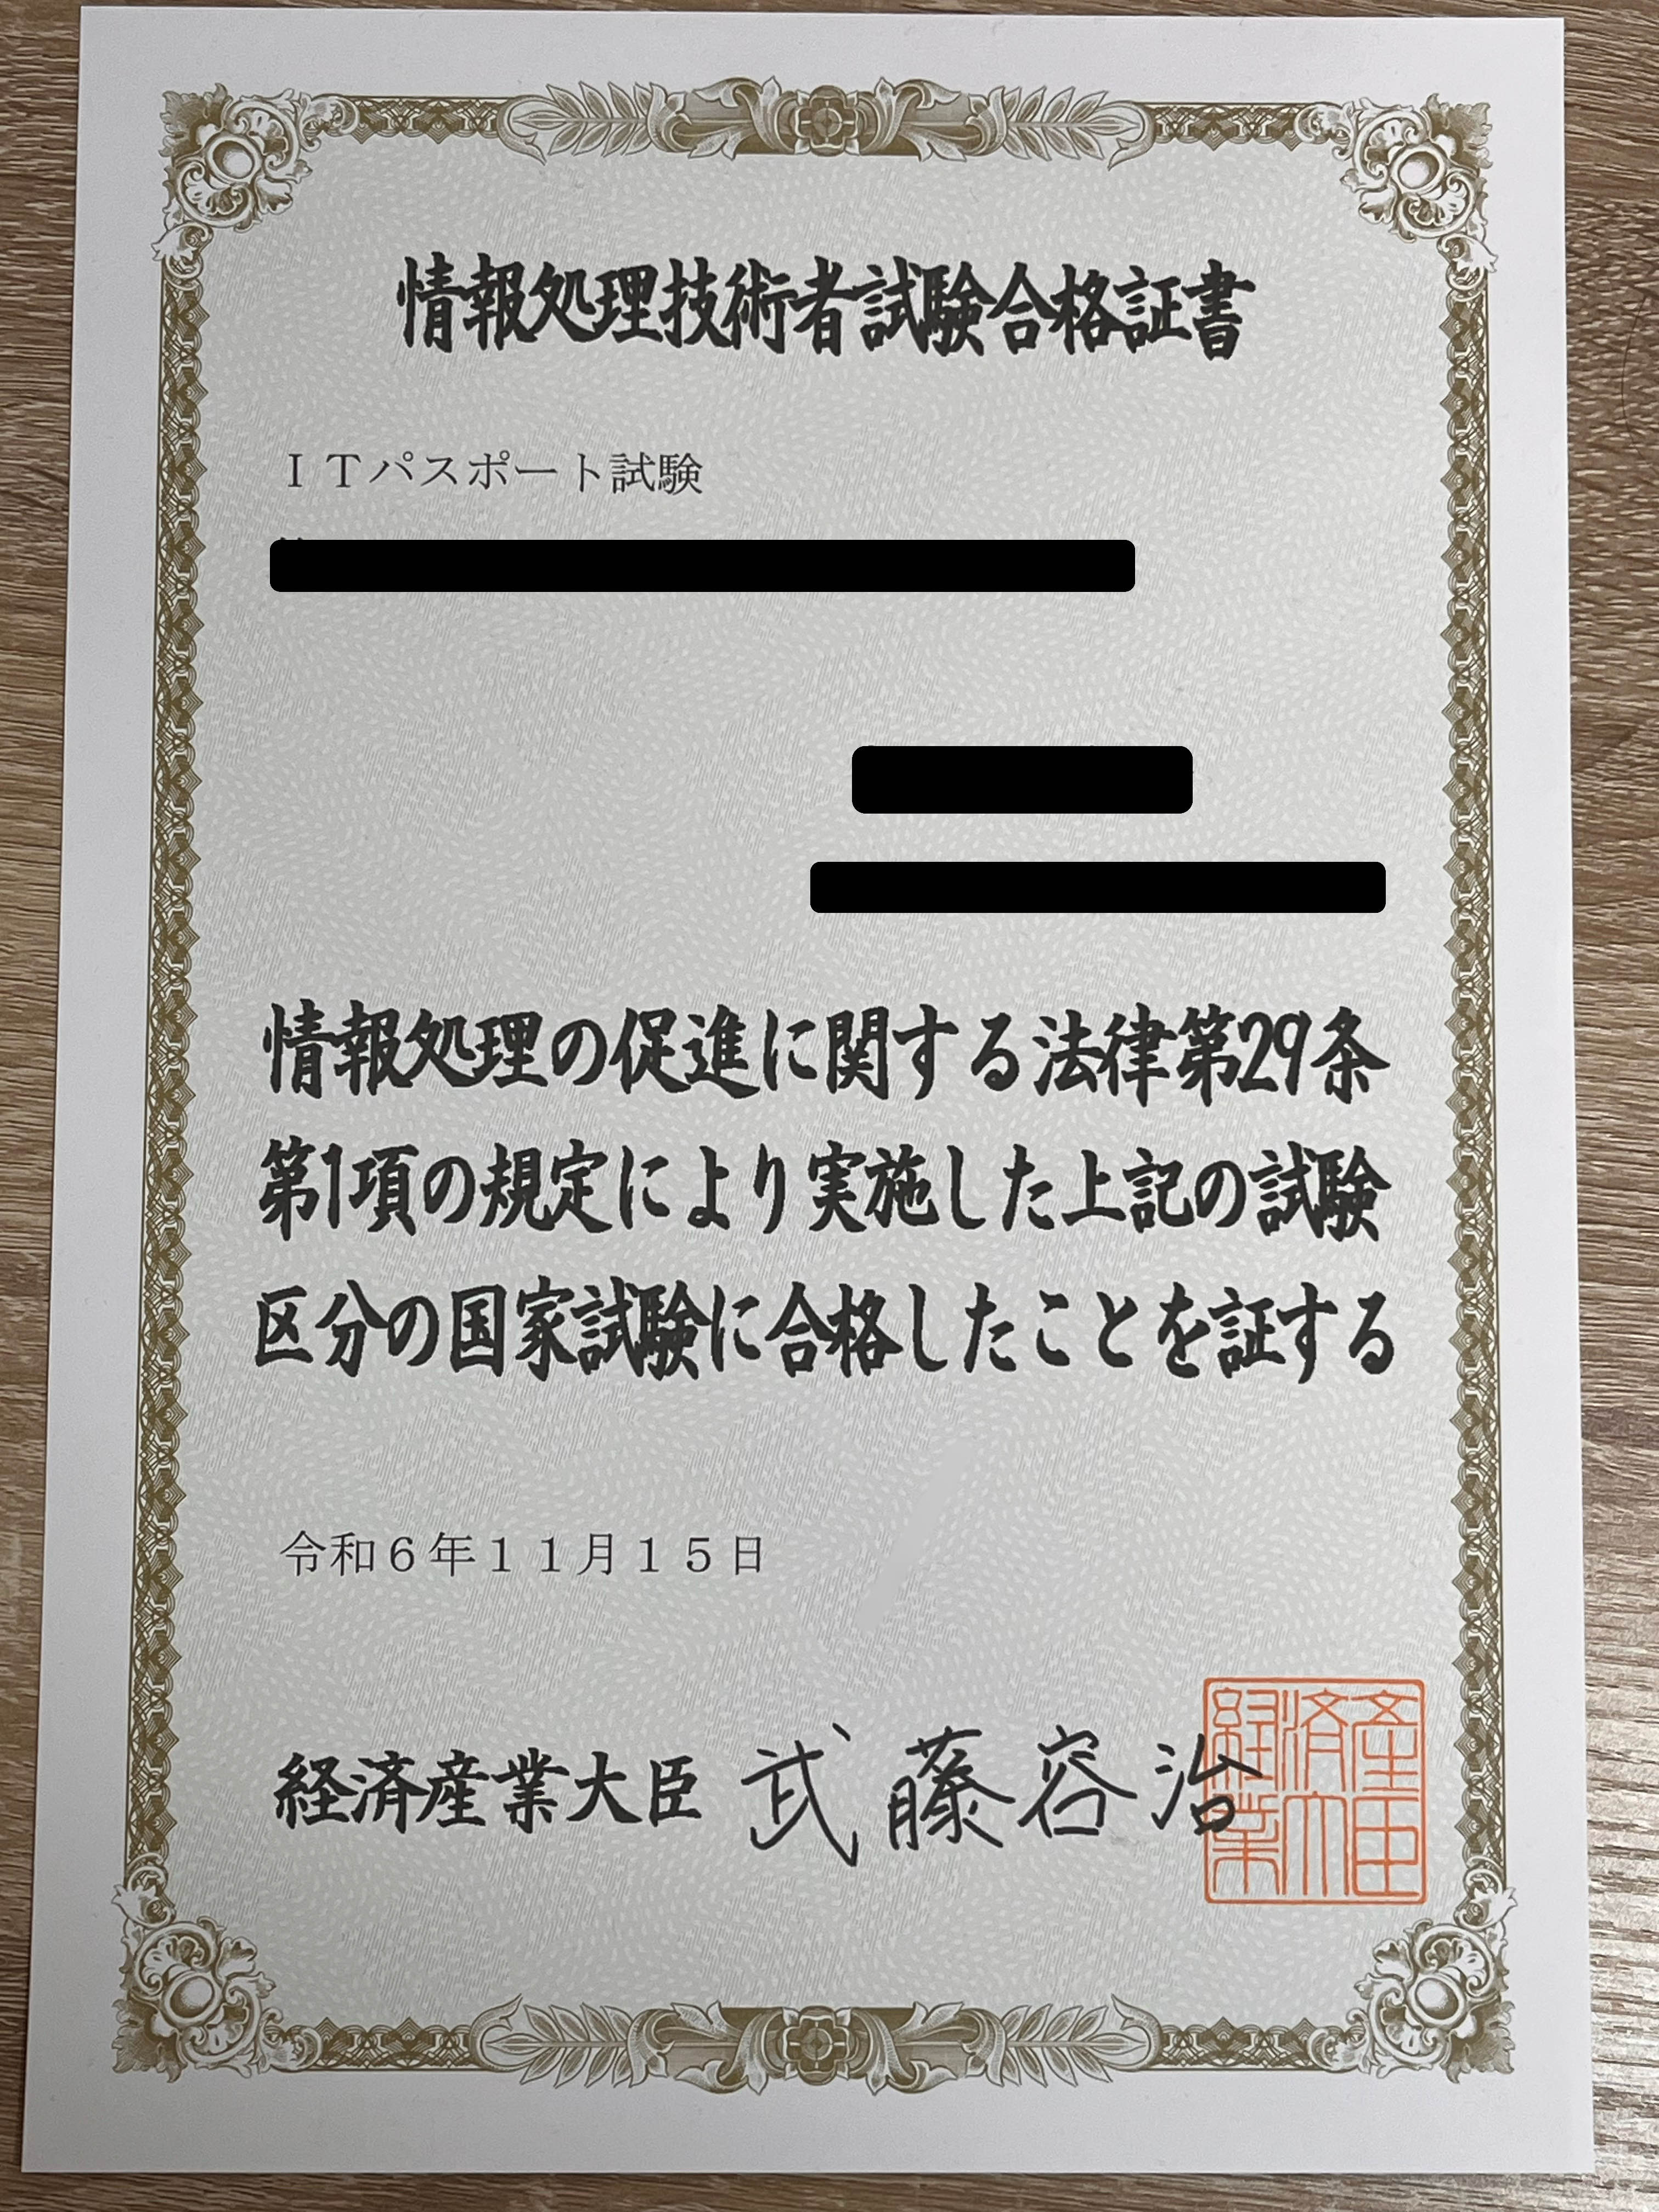 情報処理技術者試験合格証書
ＩＴパスポート試験
情報処理の促進に関する法律第29条
第1項の規定により実施した上記の試験
区分の国家試験に合格したことを証する
令和６年１１月１５日
経済産業大臣 武藤容治
経済産業大臣